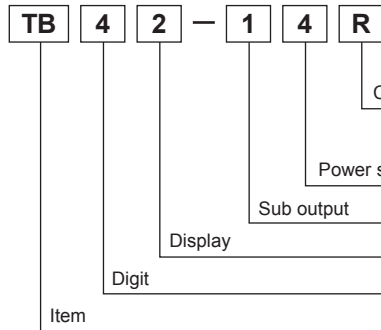 TB 4 2 — 1 4 R
Power
Sub output
Display
Digit
Item